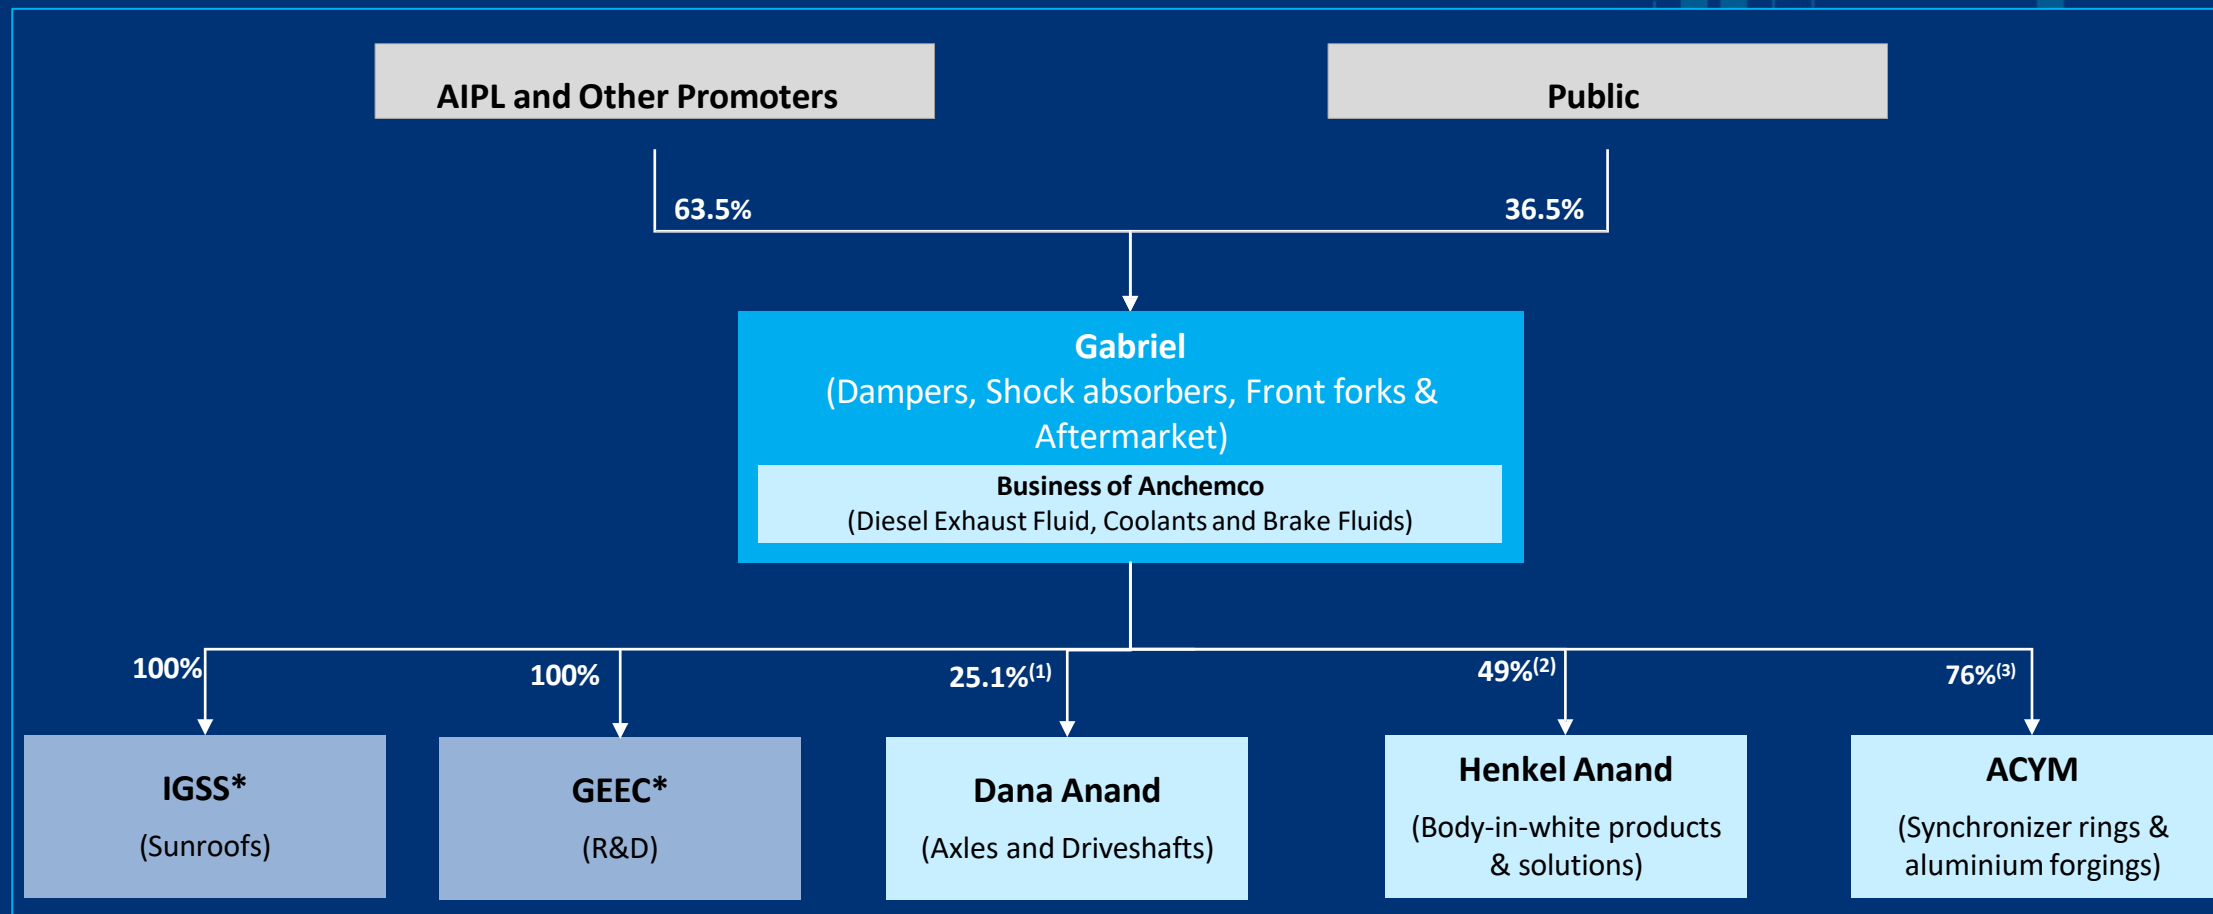 AIPL and Other Promoters
Public
63.5%
36.5%
Gabriel
(Dampers, Shock absorbers, Front forks &
Aftermarket)
Business of Anchemco
(Diesel Exhaust Fluid, Coolants and Brake Fluids)
100%
100%
25.1%(1)
49%(2)
76%(3)
IGSS*
(Sunroofs)
GEEC*
(R&D)
Dana Anand
(Axles and Driveshafts)
Henkel Anand
(Body-in-white products
& solutions)
ACYM
(Synchronizer rings &
aluminium forgings)